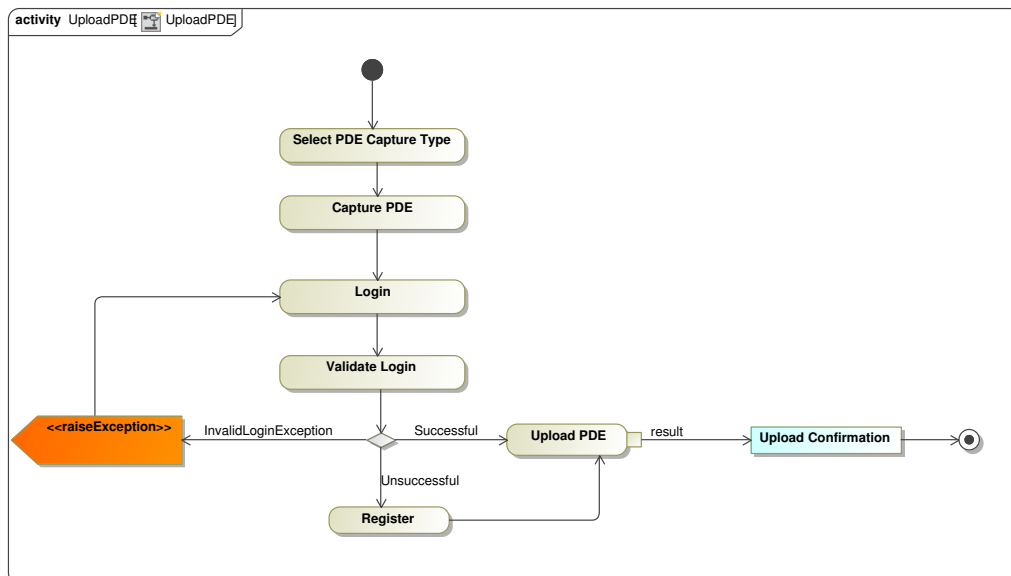 activity UploadPDE[ UploadPDE]
Select PDE Capture Type
Capture PDE
Login
Validate Login
<<raiseException>>
InvalidLoginException
Successful
Upload PDE
result
Upload Confirmation
Unsuccessful
Register